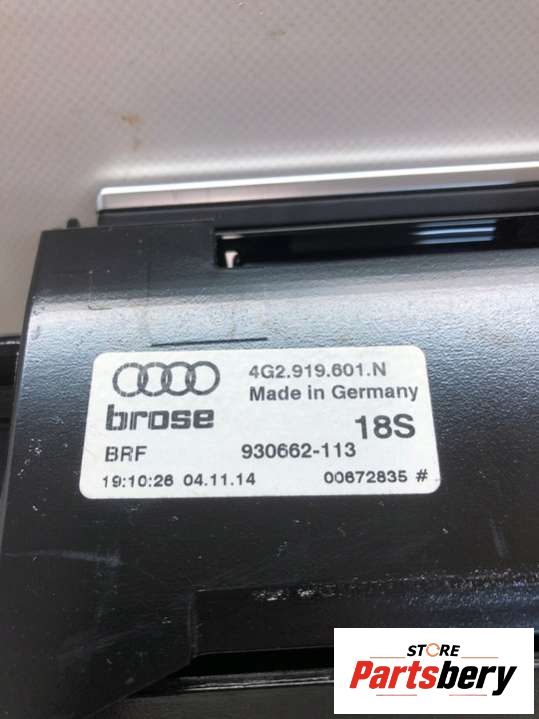 4G2.919.601.N
Made in Germany
brose
18S
BRF 930662-113
19:10:26 04.11.14 00672835 #
STORE
Partsbery